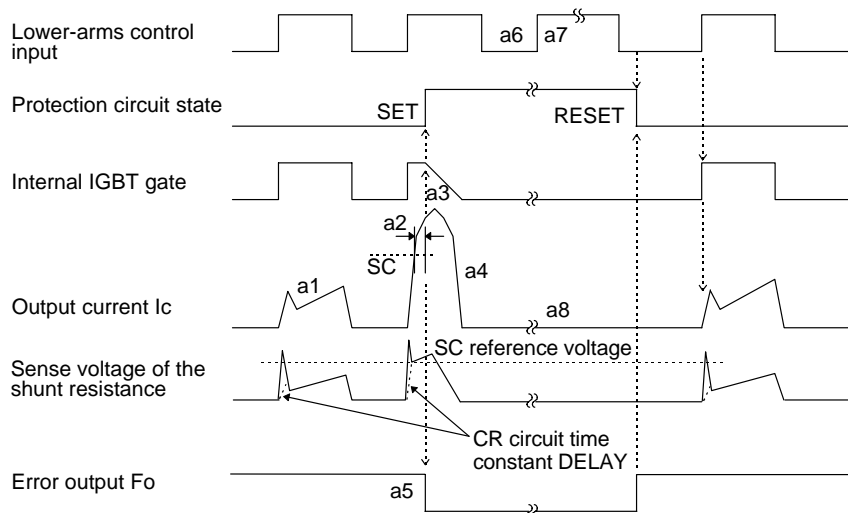 Lower-arms control
input
a6
a7
Protection circuit state
SET
RESET
Internal IGBT gate
a3
a2
SC
a4
Output current Ic
a1
a8
SC reference voltage
Sense voltage of the
shunt resistance
CR circuit time
constant DELAY
Error output Fo
a5